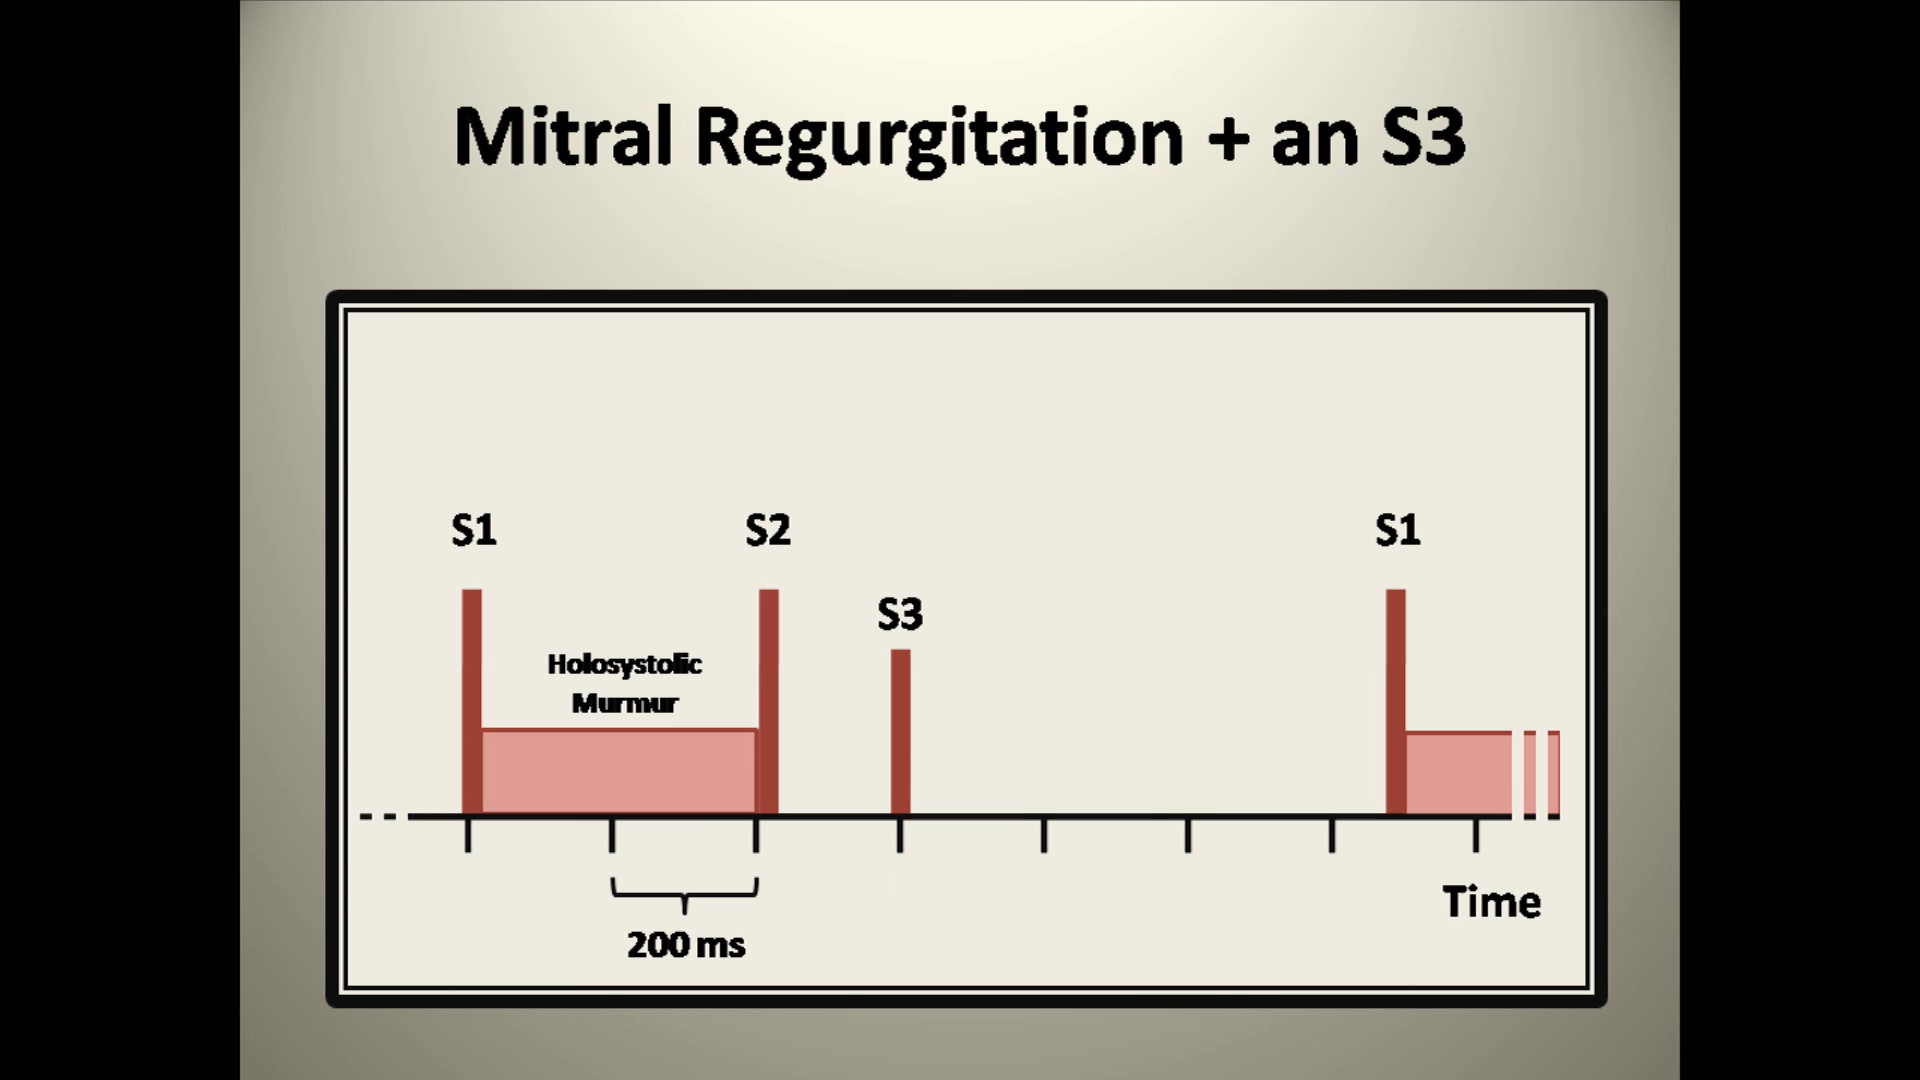 Mitral Regurgitation + an S3
S1
S2
S1
S3
Holosystolic
Murmur
Time
200 ms